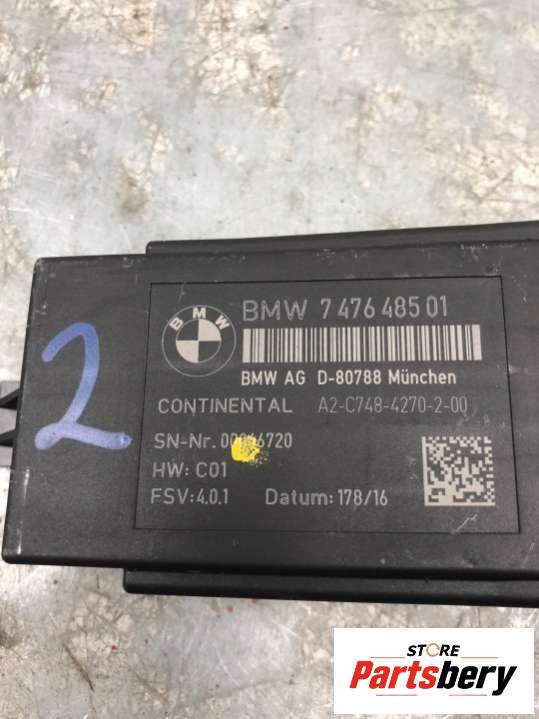 2
BMW
BMW 7 476 485 01
BMW AG D-80788 München
CONTINENTAL A2-C748-4270-2-00
SN-Nr.
HW: C01
FSV:4.0.1 Datum: 178/16
STORE
Partsbery